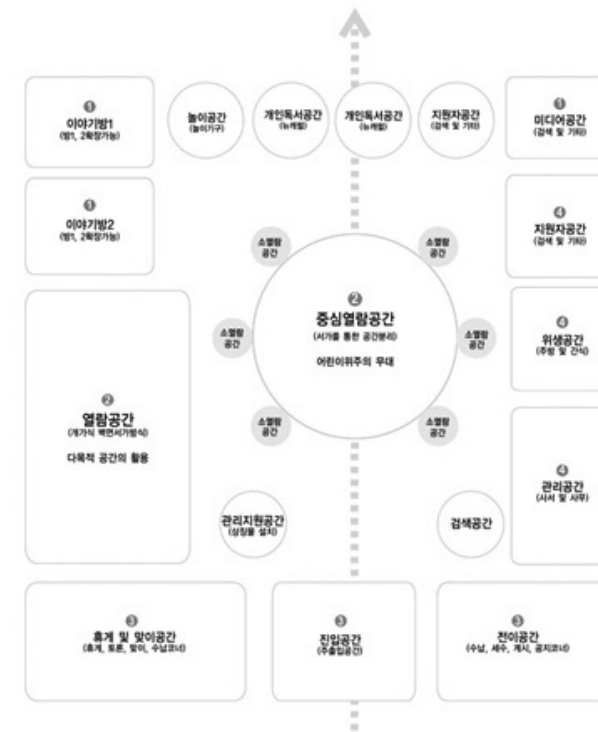 ❶
이야기방1
(방1, 2확장가능)
놀이공간
(놀이기구)
개인독서공간
(뉴캐럴)
개인독서공간
(뉴캐럴)
지원자공간
(검색 및 기타)
❶
미디어공간
(검색 및 기타)
❶
이야기방2
(방1, 2확장가능)
❹
지원자공간
(검색 및 기타)
소열람
공간
소열람
공간
❷
중심열람공간
(서가를 통한 공간분리)
어린이위주의 무대
소열람
공간
소열람
공간
❹
위생공간
(주방 및 간식)
❷
열람공간
(개가식 벽면서가방식)
다목적 공간의 활용
소열람
공간
소열람
공간
❹
관리공간
(사서 및 사무)
관리지원공간
(상징물 설치)
검색공간
❸
휴게 및 맞이공간
(휴게, 토론, 맞이, 수납코너)
❸
진입공간
(주출입공간)
❸
전이공간
(수납, 세수, 게시, 공지코너)